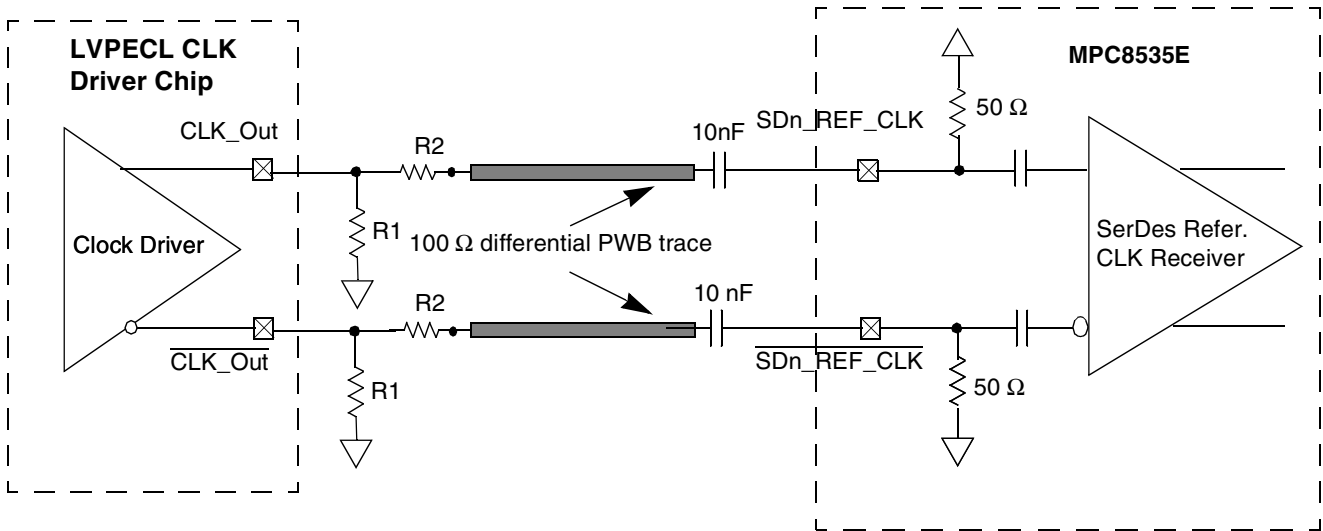 LVPECL CLK
Driver Chip
MPC8535E
CLK_Out
R2
10nF
SDn_REF_CLK
50 Ω
Clock Driver
R1
100 Ω differential PWB trace
SerDes Refer.
CLK Receiver
R2
10 nF
CLK_Out
SDn_REF_CLK
R1
50 Ω